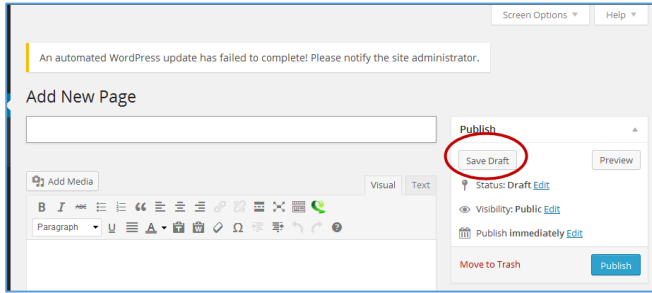 Screen Options ▼ Help ▼
An automated WordPress update has failed to complete! Please notify the site administrator.
Add New Page
Publish
Save Draft Preview
Add Media
Visual Text
Status: Draft Edit
B I ABC
Visibility: Public Edit
Paragraph U A
Publish immediately Edit
Move to Trash Publish